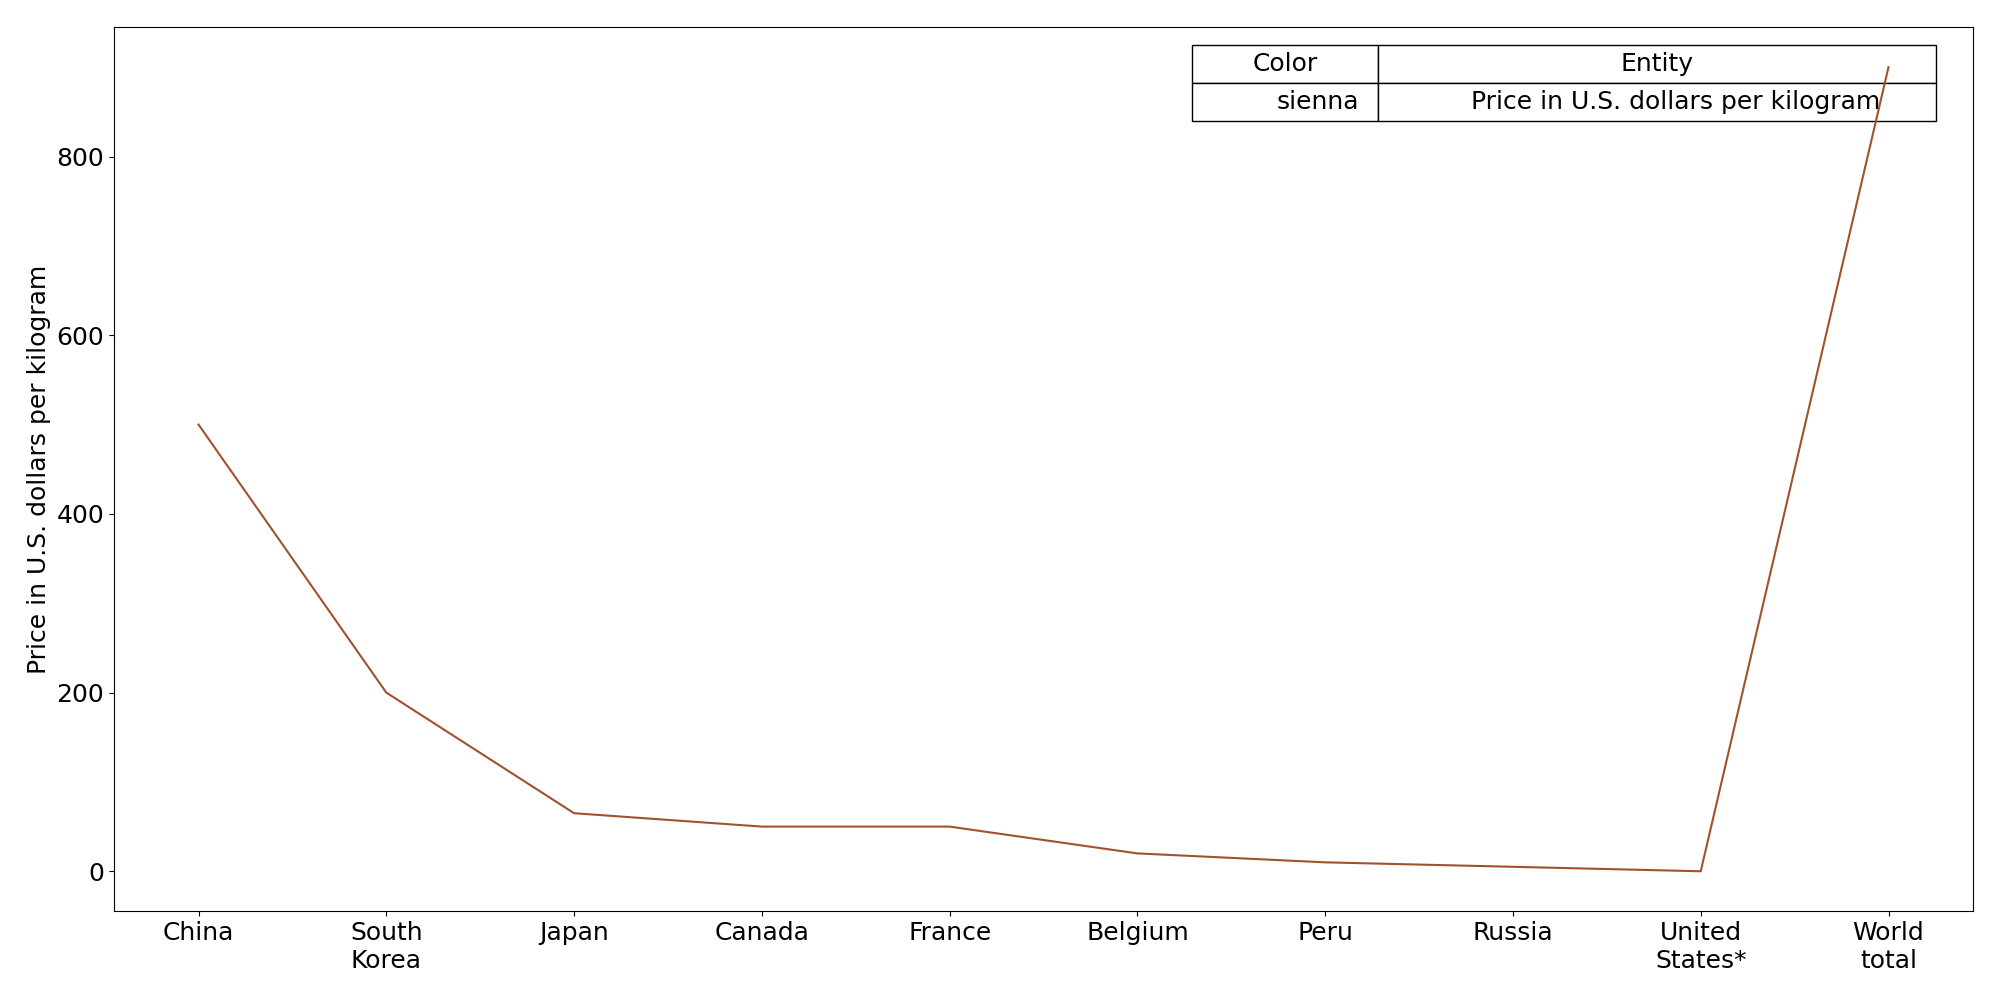 Color Entity
sienna Price in U.S. dollars per kilogram
Price in U.S. dollars per kilogram
800
600
400
200
0
China South Korea Japan Canada France Belgium Peru Russia United States* World total